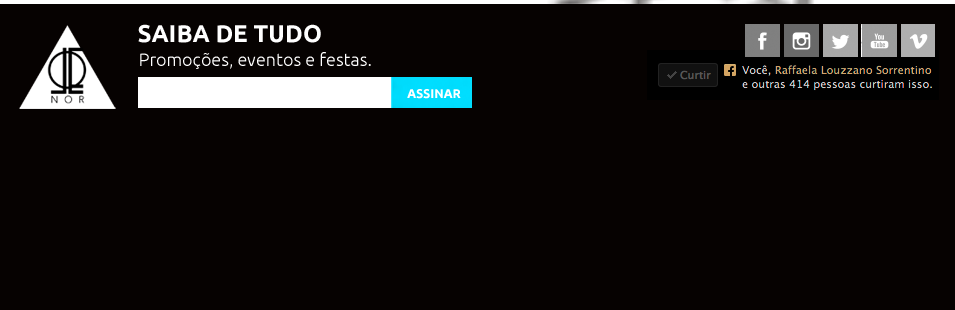 NOR
SAIBA DE TUDO
Promoções, eventos e festas.
ASSINAR
f
You
Tube
Curtir
Você, Raffaela Louzzano Sorrentino
e outras 414 pessoas curtiram isso.